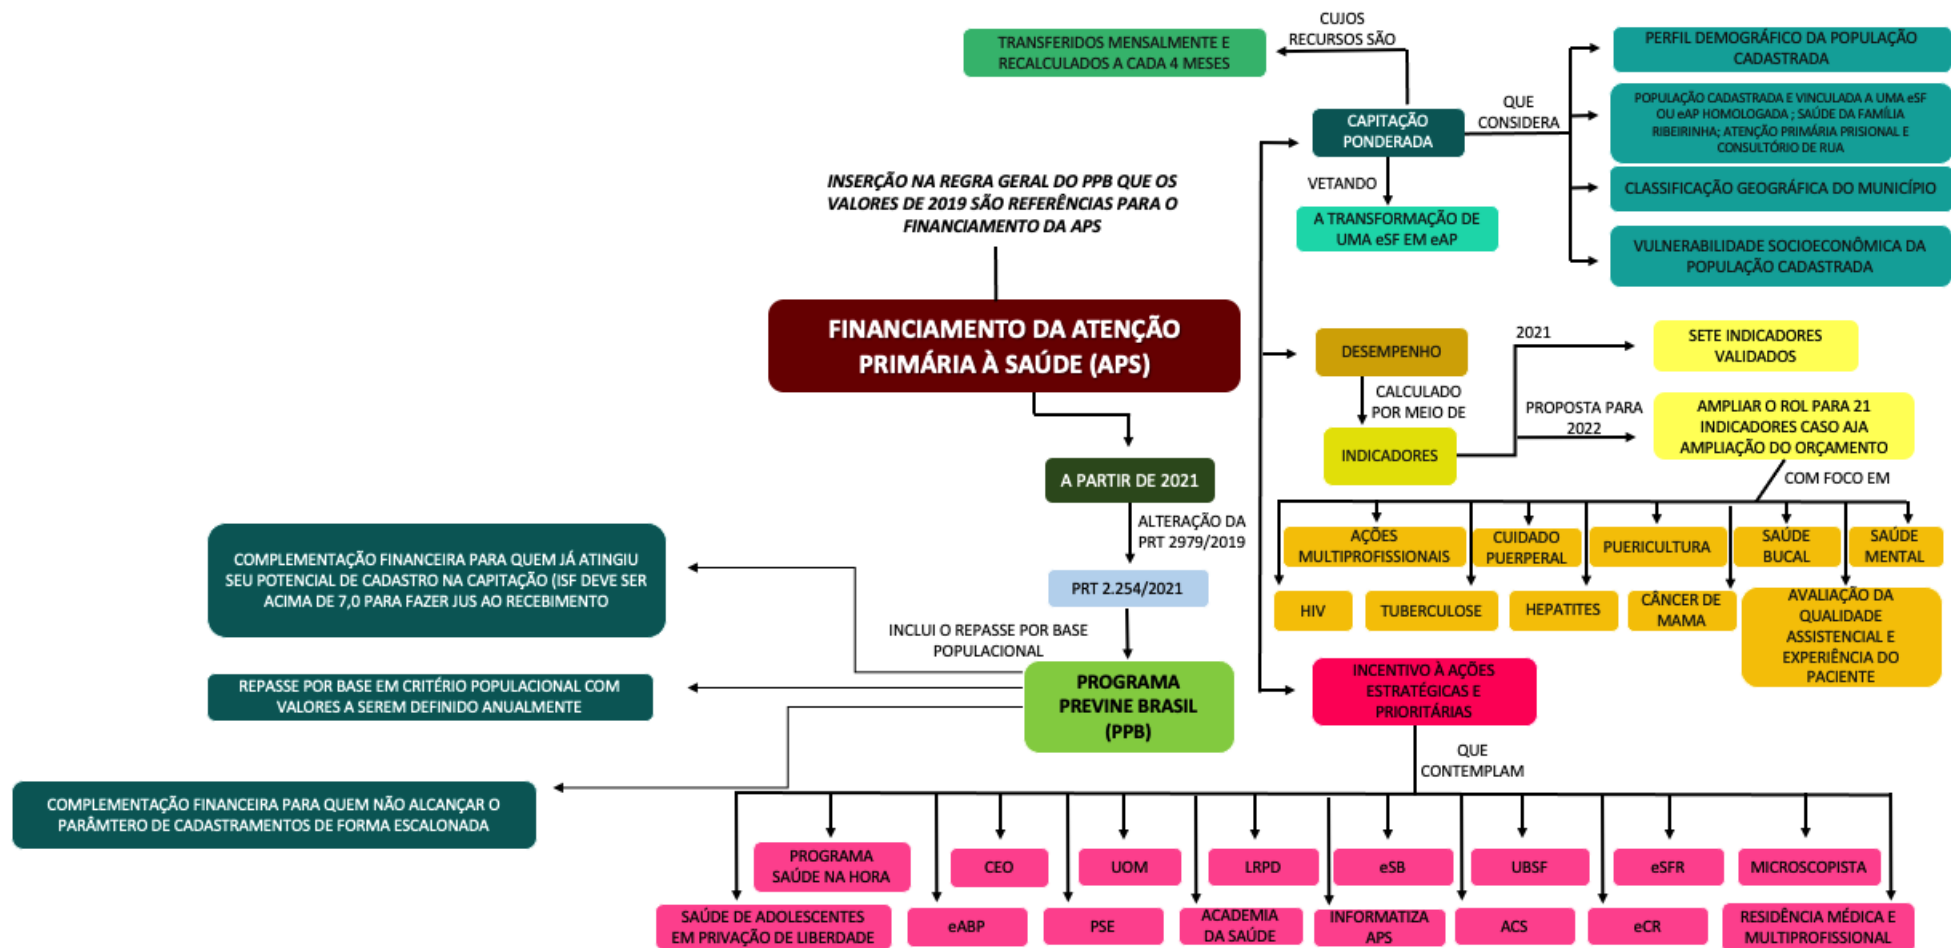 CUJOS
RECURSOS SÃO
TRANSFERIDOS MENSALMENTE E
RECALCULADOS A CADA 4 MESES
PERFIL DEMOGRÁFICO DA POPULAÇÃO
CADASTRADA
CAPITAÇÃO
PONDERADA
QUE
CONSIDERA
POPULAÇÃO CADASTRADA E VINCULADA A UMA eSF
OU eAP HOMOLOGADA ; SAÚDE DA FAMÍLIA
RIBEIRINHA; ATENÇÃO PRIMÁRIA PRISIONAL E
CONSULTÓRIO DE RUA
CLASSIFICAÇÃO GEOGRÁFICA DO MUNICÍPIO
VULNERABILIDADE SOCIOECONÔMICA DA
POPULAÇÃO CADASTRADA
VETANDO
A TRANSFORMAÇÃO DE
UMA eSF EM eAP
INSERÇÃO NA REGRA GERAL DO PPB QUE OS
VALORES DE 2019 SÃO REFERÊNCIAS PARA O
FINANCIAMENTO DA APS
FINANCIAMENTO DA ATENÇÃO
PRIMÁRIA À SAÚDE (APS)
DESEMPENHO
CALCULADO
POR MEIO DE
INDICADORES
2021
SETE INDICADORES
VALIDADOS
PROPOSTA PARA
2022
AMPLIAR O ROL PARA 21
INDICADORES CASO AJA
AMPLIAÇÃO DO ORÇAMENTO
COM FOCO EM
AÇÕES
MULTIPROFISSIONAIS
CUIDADO
PUERPERAL
PUERICULTURA
SAÚDE
BUCAL
SAÚDE
MENTAL
HIV
TUBERCULOSE
HEPATITES
CÂNCER DE
MAMA
AVALIAÇÃO DA
QUALIDADE
ASSISTENCIAL E
EXPERIÊNCIA DO
PACIENTE
A PARTIR DE 2021
ALTERAÇÃO DA
PRT 2979/2019
PRT 2.254/2021
INCLUI O REPASSE POR BASE
POPULACIONAL
PROGRAMA
PREVINE BRASIL
(PPB)
COMPLEMENTAÇÃO FINANCEIRA PARA QUEM JÁ ATINGIU
SEU POTENCIAL DE CADASTRO NA CAPITAÇÃO (ISF DEVE SER
ACIMA DE 7,0 PARA FAZER JUS AO RECEBIMENTO
REPASSE POR BASE EM CRITÉRIO POPULACIONAL COM
VALORES A SEREM DEFINIDO ANUALMENTE
COMPLEMENTAÇÃO FINANCEIRA PARA QUEM NÃO ALCANÇAR O
PARÂMTERO DE CADASTRAMENTOS DE FORMA ESCALONADA
INCENTIVO À AÇÕES
ESTRATÉGICAS E
PRIORITÁRIAS
QUE
CONTEMPLAM
PROGRAMA
SAÚDE NA HORA
CEO
UOM
LRPD
eSB
UBSF
eSFR
MICROSCOPISTA
SAÚDE DE ADOLESCENTES
EM PRIVAÇÃO DE LIBERDADE
eABP
PSE
ACADEMIA
DA SAÚDE
INFORMATIZA
APS
ACS
eCR
RESIDÊNCIA MÉDICA E
MULTIPROFISSIONAL